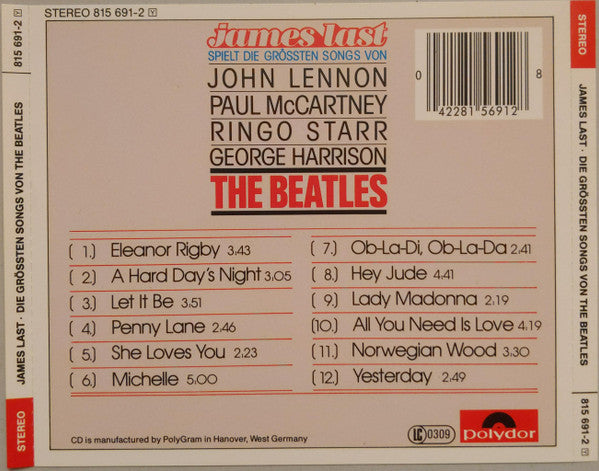 STEREO 815 691-2 Y
815 691-2 Y
JAMES LAST · DIE GRÖSSTEN SONGS VON THE BEATLES
STEREO
james last
SPIELT DIE GRÖSSTEN SONGS VON
JOHN LENNON
PAUL McCARTNEY
RINGO STARR
GEORGE HARRISON
THE BEATLES
0 42281 56912 8
(1.) Eleanor Rigby 3.43
(2.) A Hard Day's Night 3.05
(3.) Let It Be 3.51
(4.) Penny Lane 2.46
(5.) She Loves You 2.23
(6.) Michelle 5.00
(7.) Ob-La-Di, Ob-La-Da 2.41
(8.) Hey Jude 4.41
(9.) Lady Madonna 2.19
(10.) All You Need Is Love 4.19
(11.) Norwegian Wood 3.30
(12.) Yesterday 2.49
CD is manufactured by PolyGram in Hanover, West Germany
LC 0309
polydor
STEREO
JAMES LAST · DIE GRÖSSTEN SONGS VON THE BEATLES
815 691-2 Y